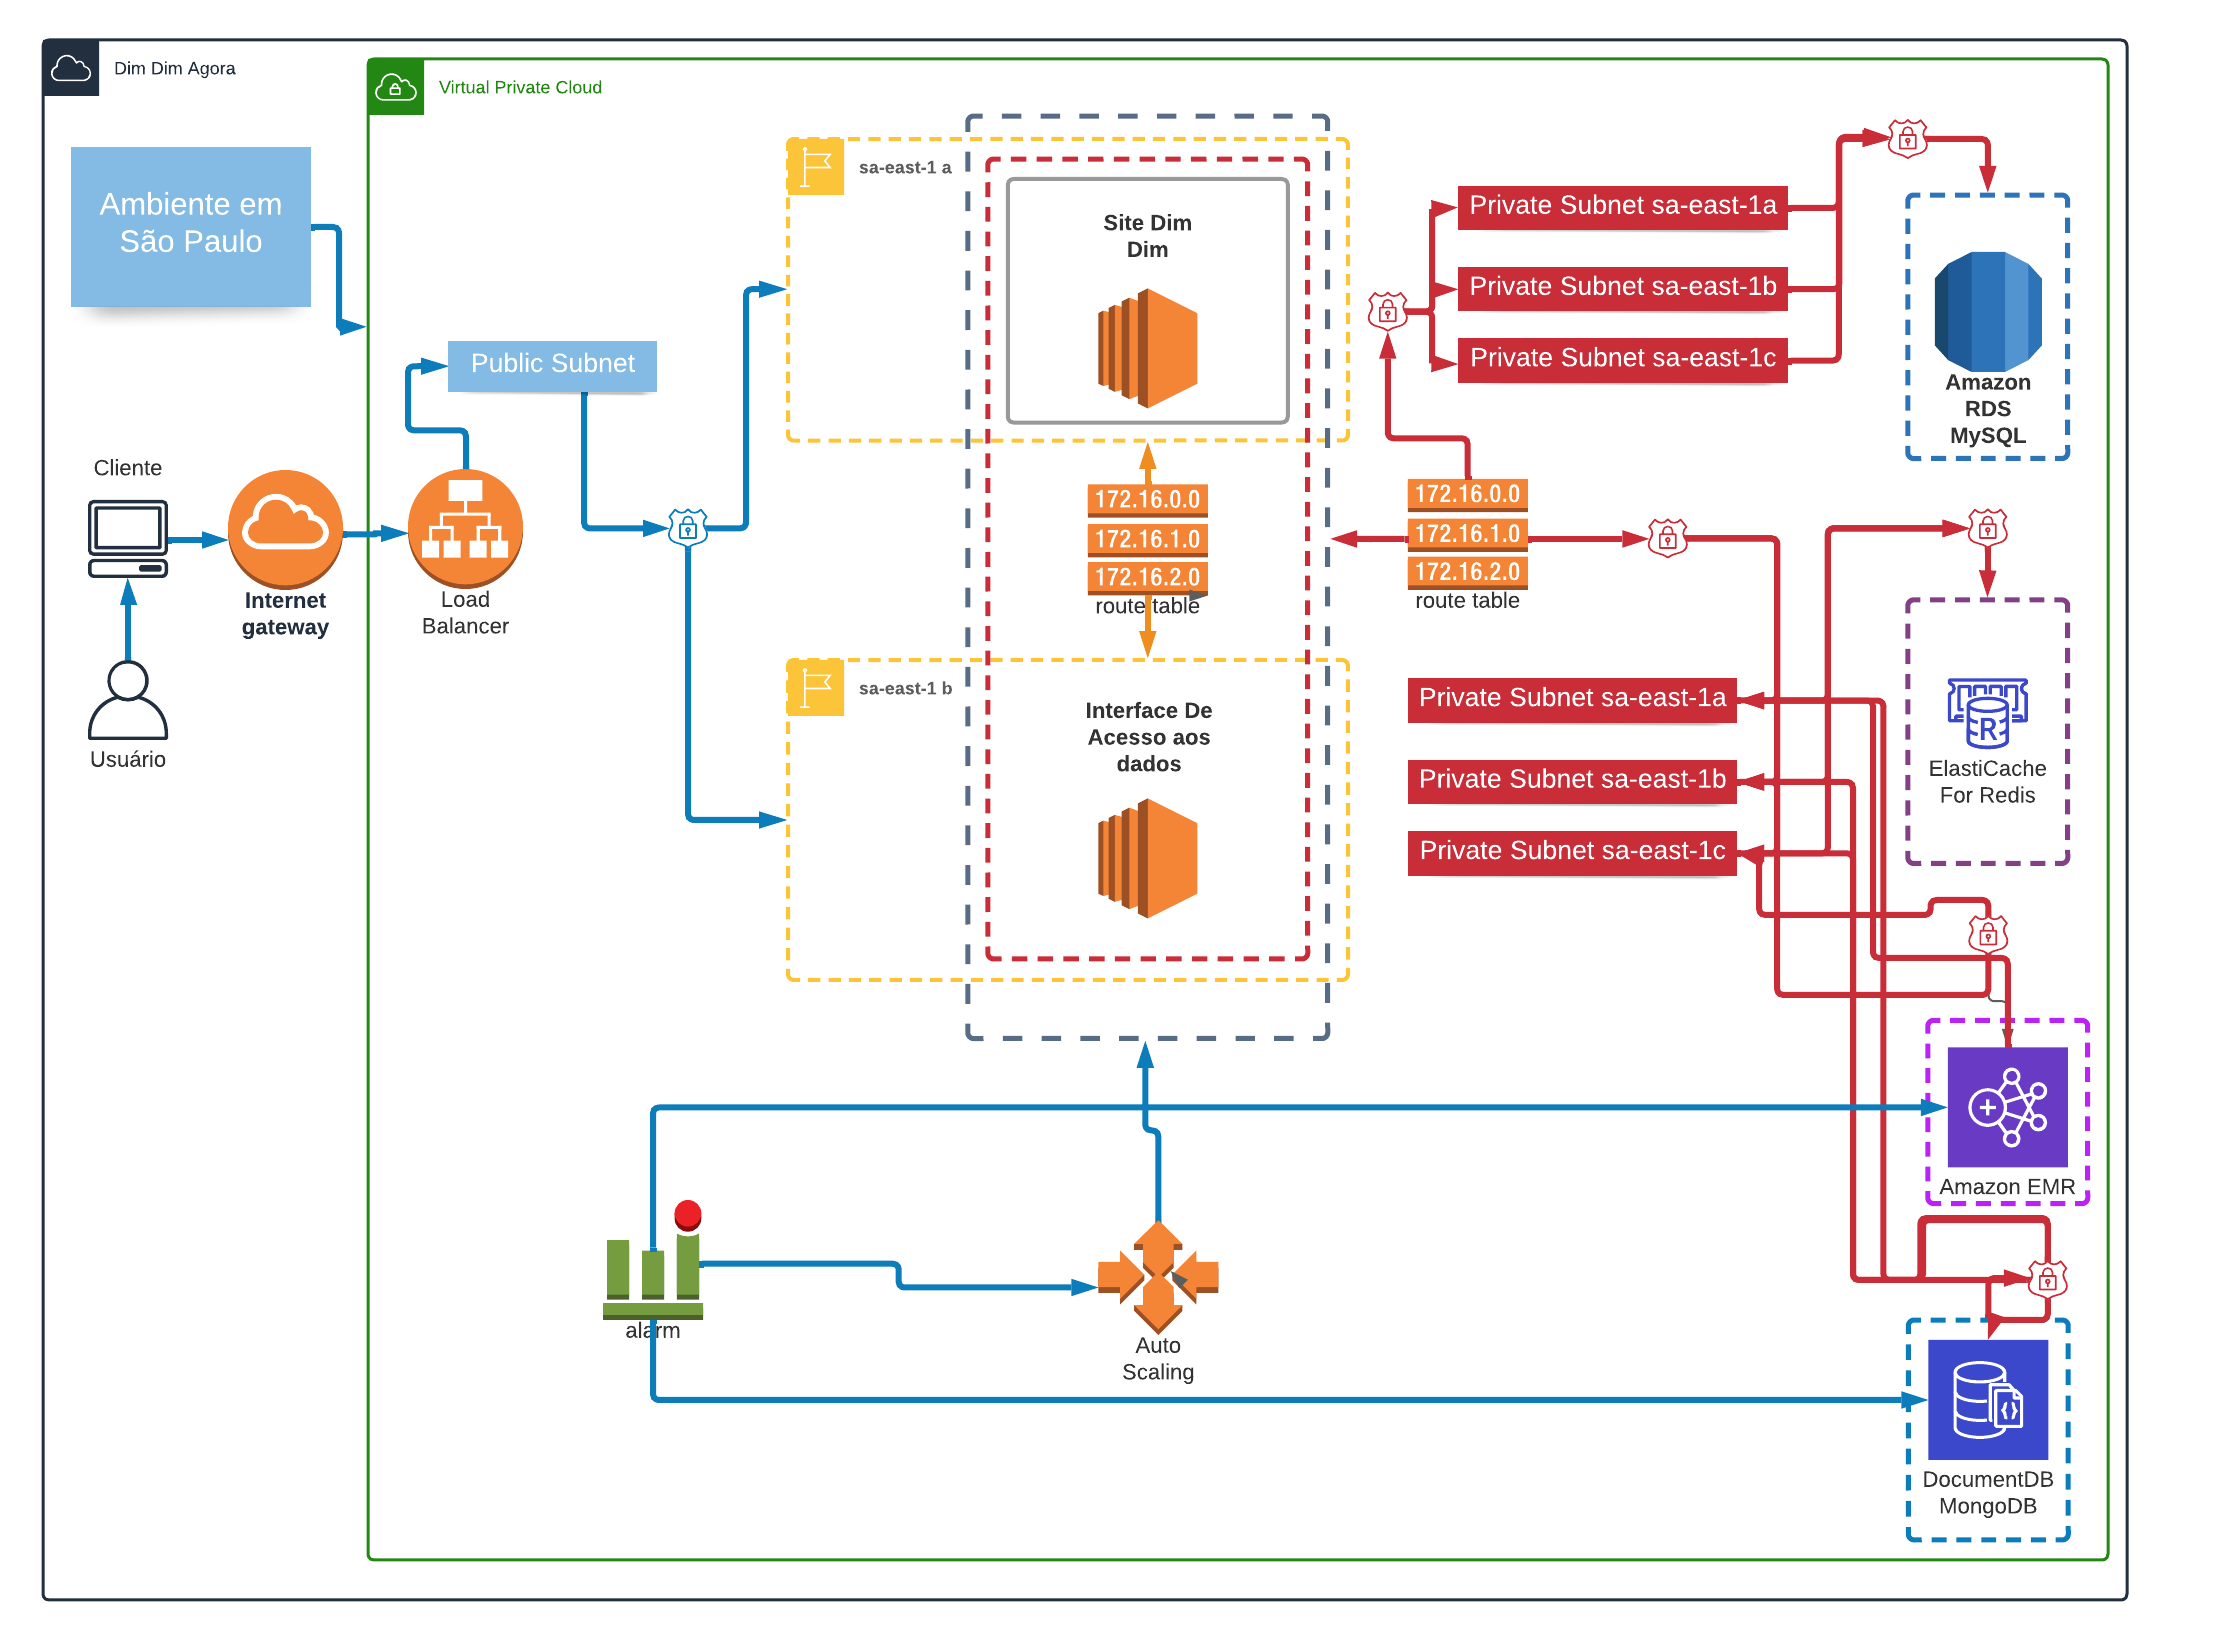 Dim Dim Agora
Virtual Private Cloud
Ambiente em
São Paulo
Cliente
Usuário
Internet
gateway
Load
Balancer
Public Subnet
sa-east-1 a
Site Dim
Dim
172.16.0.0
172.16.1.0
172.16.2.0
route table
sa-east-1 b
Interface De
Acesso aos
dados
Private Subnet sa-east-1a
Private Subnet sa-east-1b
Private Subnet sa-east-1c
Amazon
RDS
MySQL
172.16.0.0
172.16.1.0
172.16.2.0
route table
Private Subnet sa-east-1a
Private Subnet sa-east-1b
Private Subnet sa-east-1c
R
ElastiCache
For Redis
Amazon EMR
alarm
Auto
Scaling
DocumentDB
MongoDB